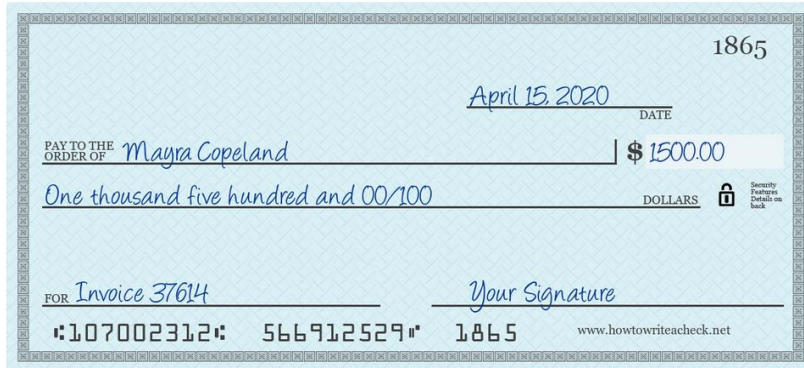 1865
April 15, 2020
DATE
PAY TO THE
ORDER OF Mayra Copeland $ 1500.00
One thousand five hundred and 00/100 DOLLARS
Security
Features
Details on
back
FOR Invoice 37614 Your Signature
⑆107002312⑆ 566912529⑈ 1865 www.howtowriteacheck.net